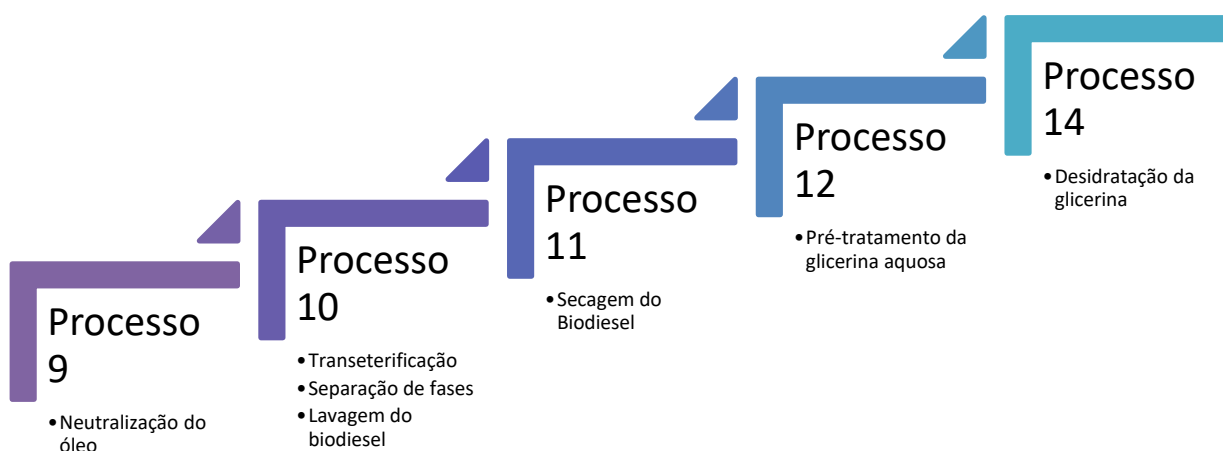 Processo
9
•Neutralização do
óleo
Processo
10
•Transeterificação
•Separação de fases
•Lavagem do
biodiesel
Processo
11
•Secagem do
Biodiesel
Processo
12
•Pré-tratamento da
glicerina aquosa
Processo
14
•Desidratação da
glicerina